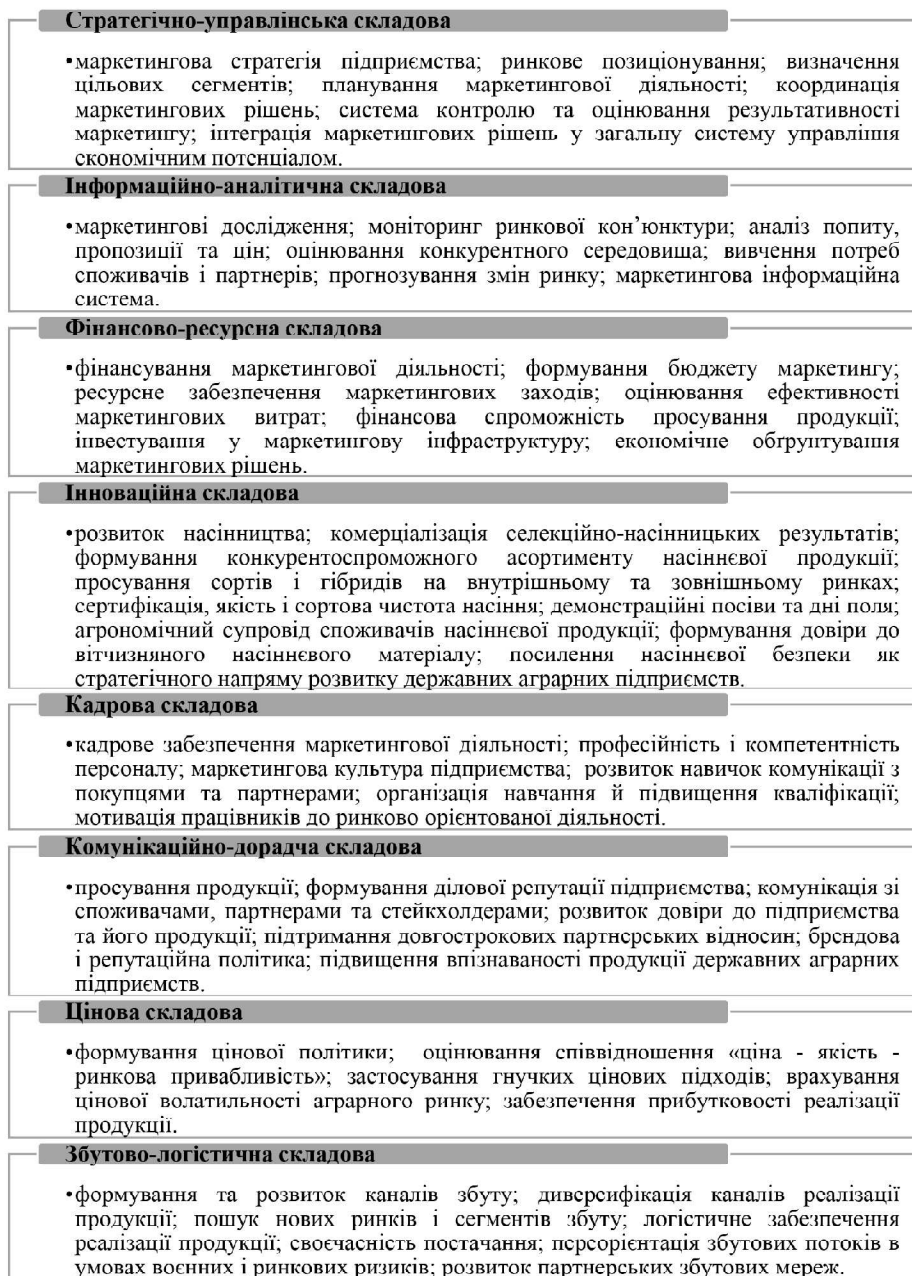 Стратегічно-управлінська складова
•маркетингова стратегія підприємства; ринкове позиціонування; визначення
цільових сегментів; планування маркетингової діяльності; координація
маркетингових рішень; система контролю та оцінювання результативності
маркетингу; інтеграція маркетингових рішень у загальну систему управління
економічним потенціалом.
Інформаційно-аналітична складова
•маркетингові дослідження; моніторинг ринкової кон’юнктури; аналіз попиту,
пропозиції та цін; оцінювання конкурентного середовища; вивчення потреб
споживачів і партнерів; прогнозування змін ринку; маркетингова інформаційна
система.
Фінансово-ресурсна складова
•фінансування маркетингової діяльності; формування бюджету маркетингу;
ресурсне забезпечення маркетингових заходів; оцінювання ефективності
маркетингових витрат; фінансова спроможність просування продукції;
інвестування у маркетингову інфраструктуру; економічне обґрунтування
маркетингових рішень.
Інноваційна складова
•розвиток насінництва; комерціалізація селекційно-насінницьких результатів;
формування конкурентоспроможного асортименту насіннєвої продукції;
просування сортів і гібридів на внутрішньому та зовнішньому ринках;
сертифікація, якість і сортова чистота насіння; демонстраційні посіви та дні поля;
агрономічний супровід споживачів насіннєвої продукції; формування довіри до
вітчизняного насіннєвого матеріалу; посилення насіннєвої безпеки як
стратегічного напряму розвитку державних аграрних підприємств.
Кадрова складова
•кадрове забезпечення маркетингової діяльності; професійність і компетентність
персоналу; маркетингова культура підприємства; розвиток навичок комунікації з
покупцями та партнерами; організація навчання й підвищення кваліфікації;
мотивація працівників до ринково орієнтованої діяльності.
Комунікаційно-дорадча складова
•просування продукції; формування ділової репутації підприємства; комунікація зі
споживачами, партнерами та стейкхолдерами; розвиток довіри до підприємства
та його продукції; підтримання довгострокових партнерських відносин; брендова
і репутаційна політика; підвищення впізнаваності продукції державних аграрних
підприємств.
Цінова складова
•формування цінової політики; оцінювання співвідношення «ціна - якість -
ринкова привабливість»; застосування гнучких цінових підходів; врахування
цінової волатильності аграрного ринку; забезпечення прибутковості реалізації
продукції.
Збутово-логістична складова
•формування та розвиток каналів збуту; диверсифікація каналів реалізації
продукції; пошук нових ринків і сегментів збуту; логістичне забезпечення
реалізації продукції; своєчасність постачання; переорієнтація збутових потоків в
умовах воєнних і ринкових ризиків; розвиток партнерських збутових мереж.